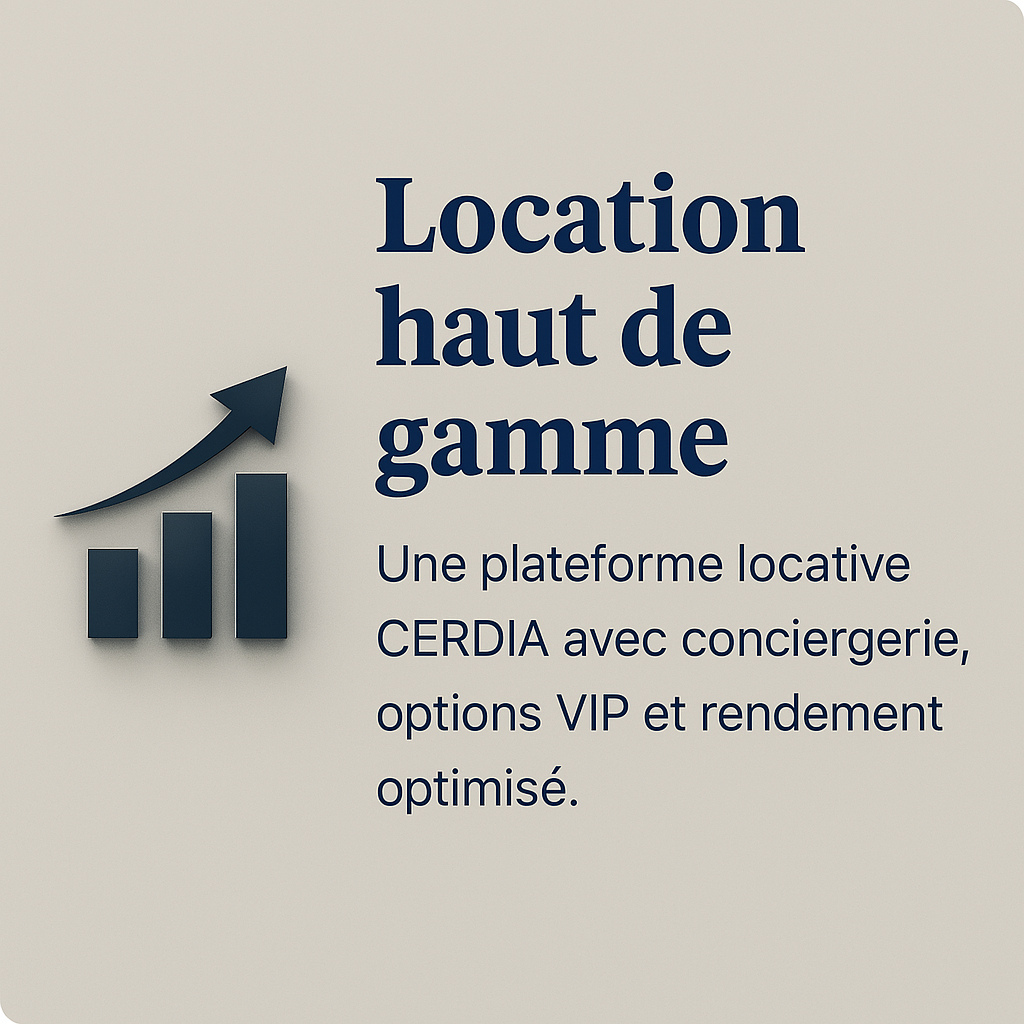 Location
haut de
gamme
Une plateforme locative
CERDIA avec conciergerie,
options VIP et rendement
optimisé.